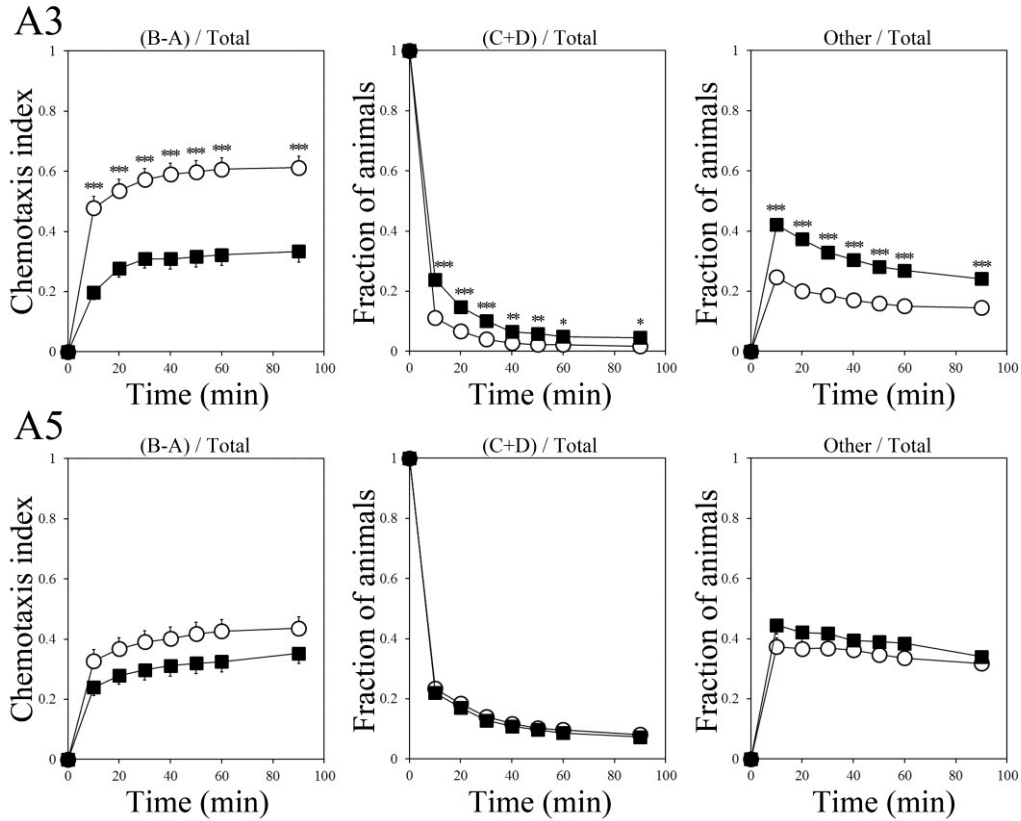 A3
(B-A) / Total
(C+D) / Total
Other / Total
Chemotaxis index
1
0.8
0.6
0.4
0.2
0
*** *** *** *** *** *** ***
0 20 40 60 80 100
Time (min)
Fraction of animals
1
0.8
0.6
0.4
0.2
0
*** *** *** ** ** * *
0 20 40 60 80 100
Time (min)
Fraction of animals
1
0.8
0.6
0.4
0.2
0
*** *** *** *** *** *** ***
0 20 40 60 80 100
Time (min)
A5
(B-A) / Total
(C+D) / Total
Other / Total
Chemotaxis index
1
0.8
0.6
0.4
0.2
0
0 20 40 60 80 100
Time (min)
Fraction of animals
1
0.8
0.6
0.4
0.2
0
0 20 40 60 80 100
Time (min)
Fraction of animals
1
0.8
0.6
0.4
0.2
0
0 20 40 60 80 100
Time (min)